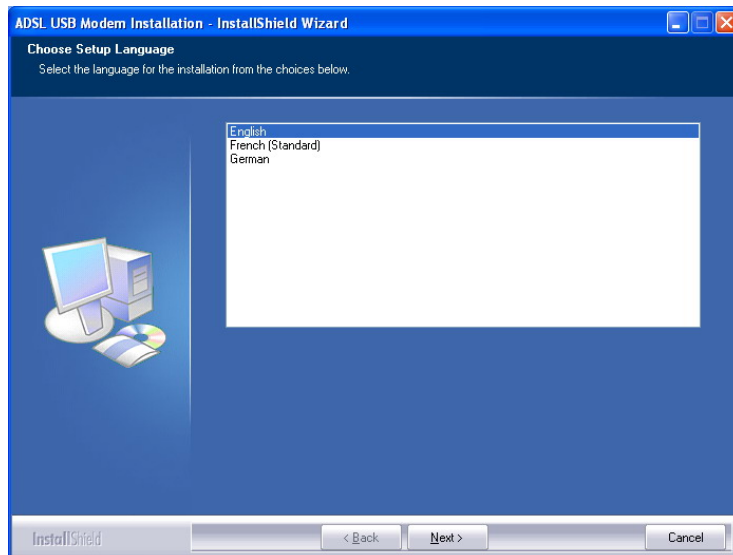 ADSL USB Modem Installation - InstallShield Wizard
Choose Setup Language
Select the language for the installation from the choices below.
English
French (Standard)
German
InstallShield
< Back
Next >
Cancel